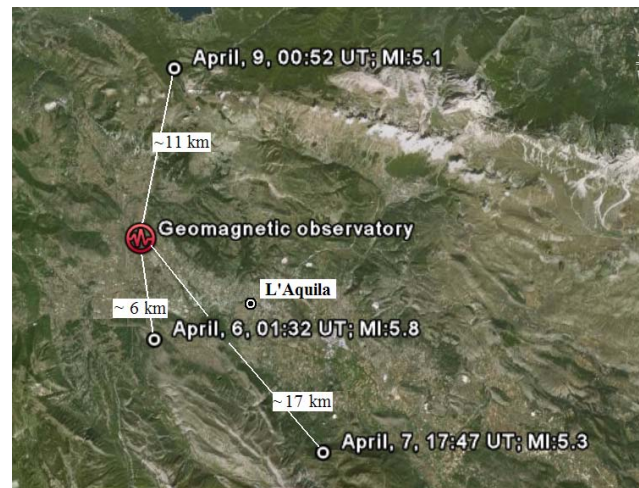 April, 9, 00:52 UT; Ml:5.1
~11 km
Geomagnetic observatory
L'Aquila
~ 6 km
April, 6, 01:32 UT; Ml:5.8
~17 km
April, 7, 17:47 UT; Ml:5.3